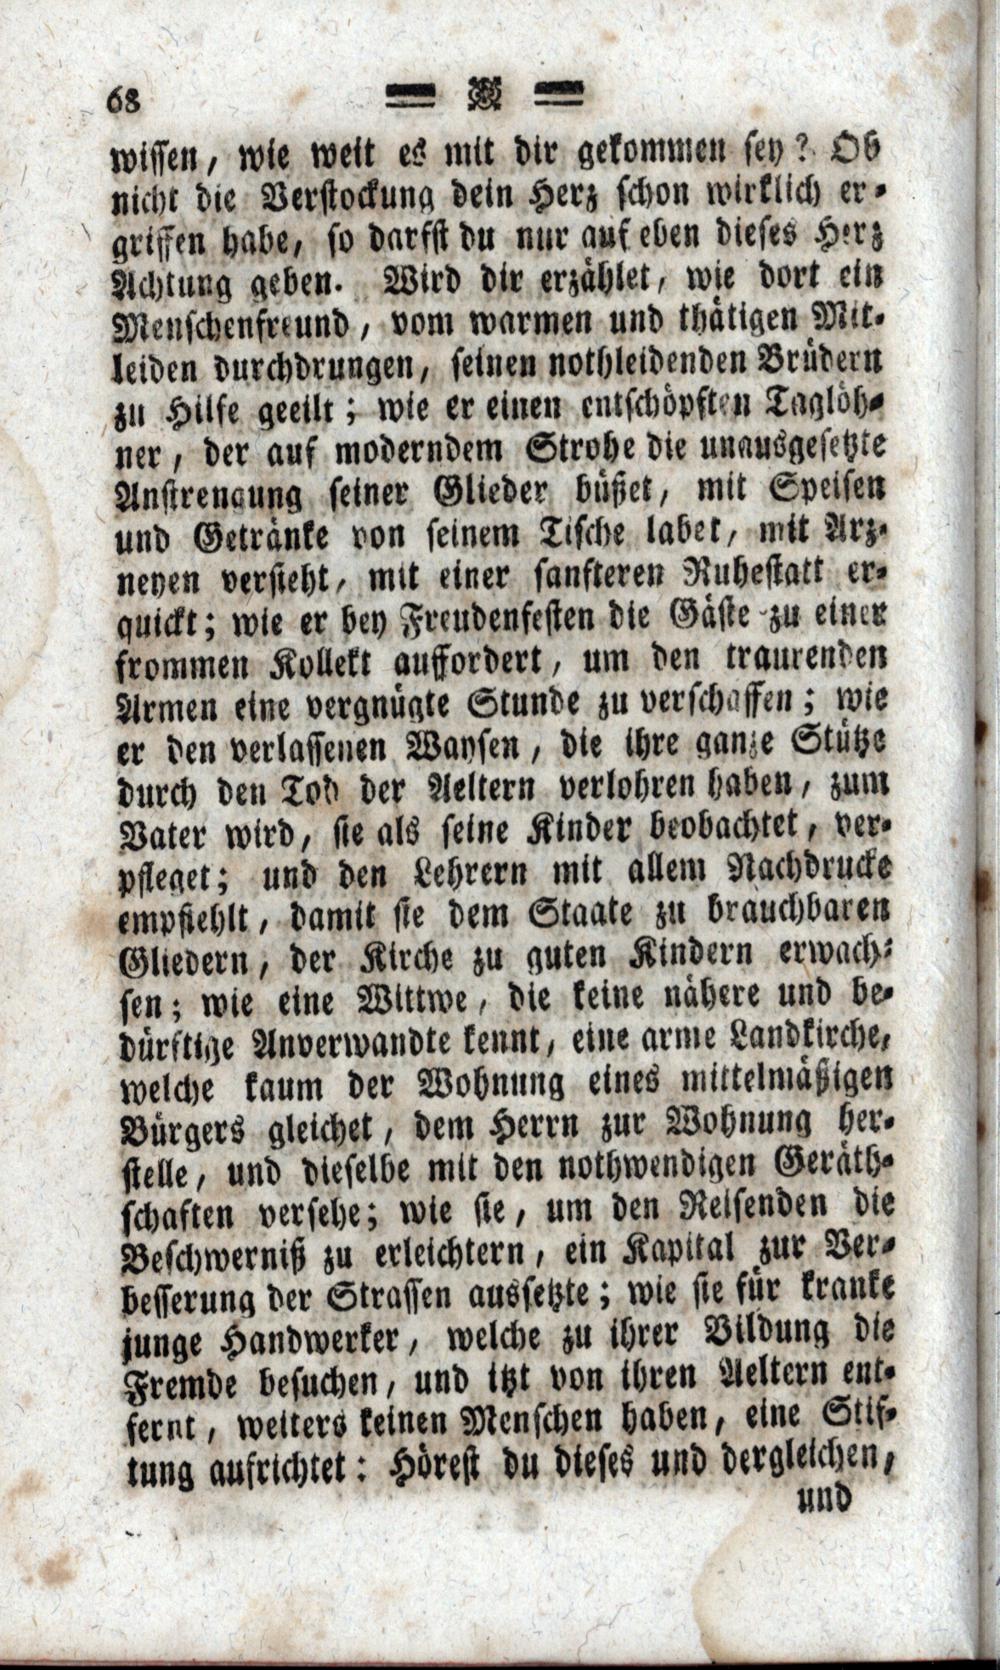 68
wissen, wie weit es mit dir gekommen sey? Ob
nicht die Verstockung dein Herz schon wirklich er-
griffen habe, so darfst du nur auf eben dieses Herz
Achtung geben. Wird dir erzählet, wie dort ein
Menschenfreund, vom warmen und thätigen Mit-
leiden durchdrungen, seinen nothleidenden Brüdern
zu Hilfe geeilt; wie er einen entschöpften Taglöh-
ner, der auf moderndem Strohe die unausgesetzte
Anstrengung seiner Glieder büßet, mit Speisen
und Getränke von seinem Tische labet, mit Arz-
neyen versieht, mit einer sanfteren Ruhestatt er-
quickt; wie er bey Freudenfesten die Gäste zu einer
frommen Kollekt auffordert, um den traurenden
Armen eine vergnügte Stunde zu verschaffen; wie
er den verlassenen Waysen, die ihre ganze Stütze
durch den Tod der Aeltern verlohren haben, zum
Vater wird, sie als seine Kinder beobachtet, ver-
pfleget; und den Lehrern mit allem Nachdrucke
empfiehlt, damit sie dem Staate zu brauchbaren
Gliedern, der Kirche zu guten Kindern erwach-
sen; wie eine Wittwe, die keine nähere und be-
dürftige Anverwandte kennt, eine arme Landkirche,
welche kaum der Wohnung eines mittelmäßigen
Bürgers gleichet, dem Herrn zur Wohnung her-
stelle, und dieselbe mit den nothwendigen Geräth-
schaften versehe; wie sie, um den Reisenden die
Beschwerniß zu erleichtern, ein Kapital zur Ver-
besserung der Strassen aussetzte; wie sie für kranke
junge Handwerker, welche zu ihrer Bildung die
Fremde besuchen, und itzt von ihren Aeltern ent-
fernt, weiters keinen Menschen haben, eine Stif-
tung aufrichtet: Hörest du dieses und dergleichen,
und